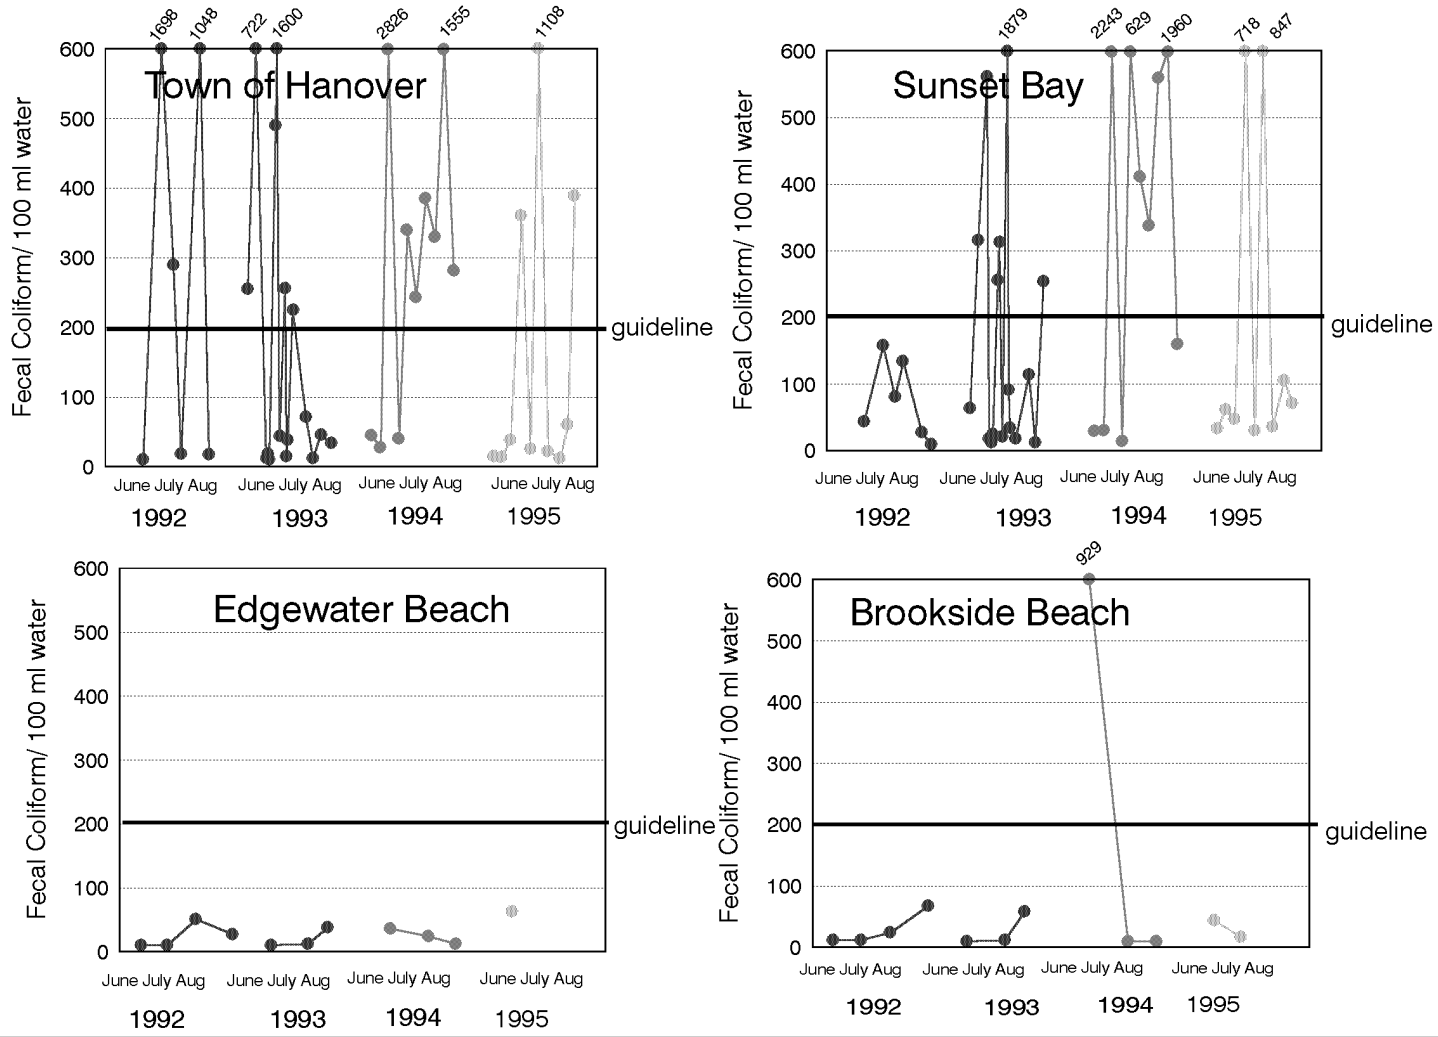 1698 1048 722 1600 2826 1555 1108
Town of Hanover
Fecal Coliform/ 100 ml water
600
500
400
300
200
100
0
guideline
June July Aug June July Aug June July Aug June July Aug
1992 1993 1994 1995
1879 2243 629 1960 718 847
Sunset Bay
Fecal Coliform/ 100 ml water
600
500
400
300
200
100
0
guideline
June July Aug June July Aug June July Aug June July Aug
1992 1993 1994 1995
Edgewater Beach
Fecal Coliform/ 100 ml water
600
500
400
300
200
100
0
guideline
June July Aug June July Aug June July Aug June July Aug
1992 1993 1994 1995
929
Brookside Beach
Fecal Coliform/ 100 ml water
600
500
400
300
200
100
0
guideline
June July Aug June July Aug June July Aug June July Aug
1992 1993 1994 1995